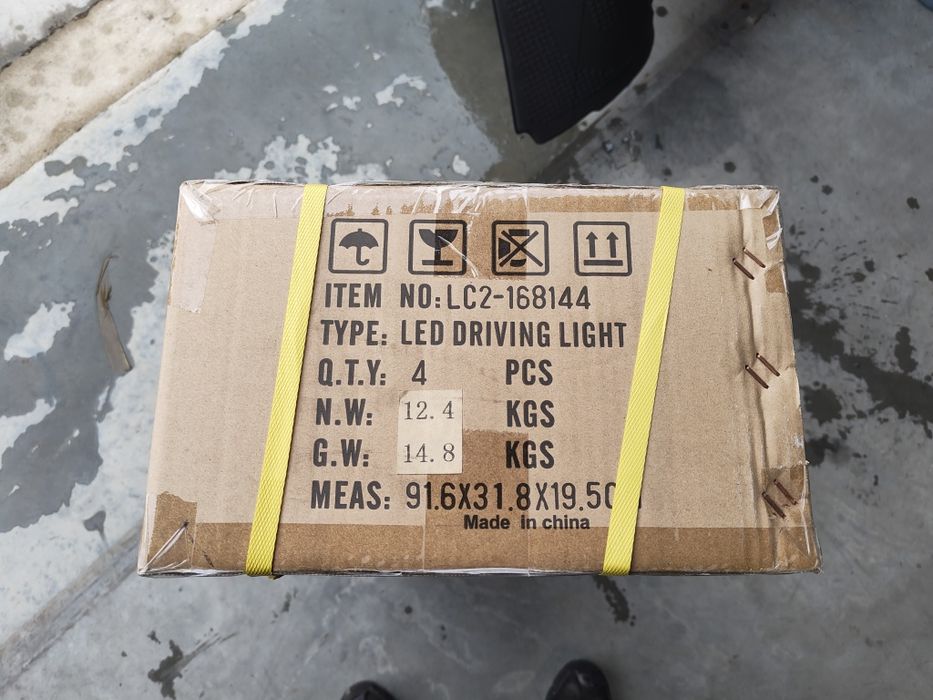 ITEM NO: LC2-168144
TYPE: LED DRIVING LIGHT
Q.T.Y: 4 PCS
N.W: 12.4 KGS
G.W: 14.8 KGS
MEAS: 91.6X31.8X19.50
Made in china